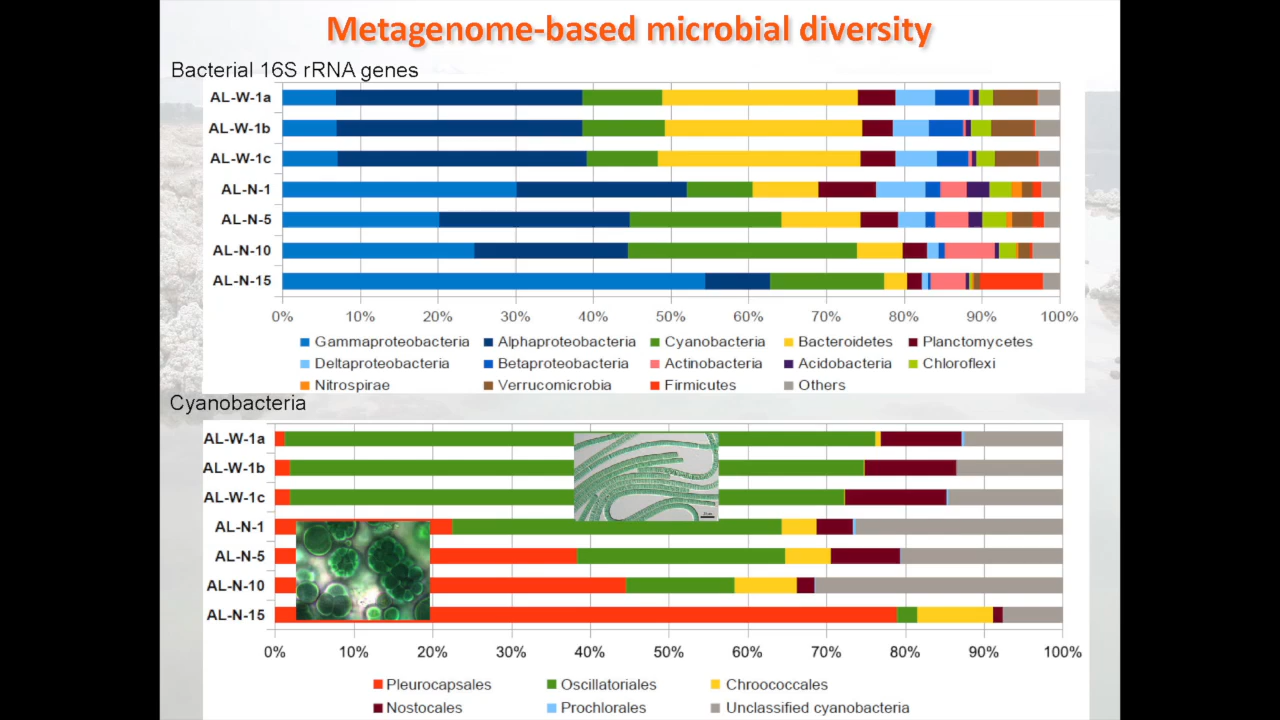 Metagenome-based microbial diversity
Bacterial 16S rRNA genes
AL-W-1a
AL-W-1b
AL-W-1c
AL-N-1
AL-N-5
AL-N-10
AL-N-15
0% 10% 20% 30% 40% 50% 60% 70% 80% 90% 100%
Gammaproteobacteria Alphaproteobacteria Cyanobacteria Bacteroidetes Planctomycetes
Deltaproteobacteria Betaproteobacteria Actinobacteria Acidobacteria Chloroflexi
Nitrospirae Verrucomicrobia Firmicutes Others
Cyanobacteria
AL-W-1a
AL-W-1b
AL-W-1c
AL-N-1
AL-N-5
AL-N-10
AL-N-15
0% 10% 20% 30% 40% 50% 60% 70% 80% 90% 100%
Pleurocapsales Oscillatoriales Chroococcales
Nostocales Prochlorales Unclassified cyanobacteria